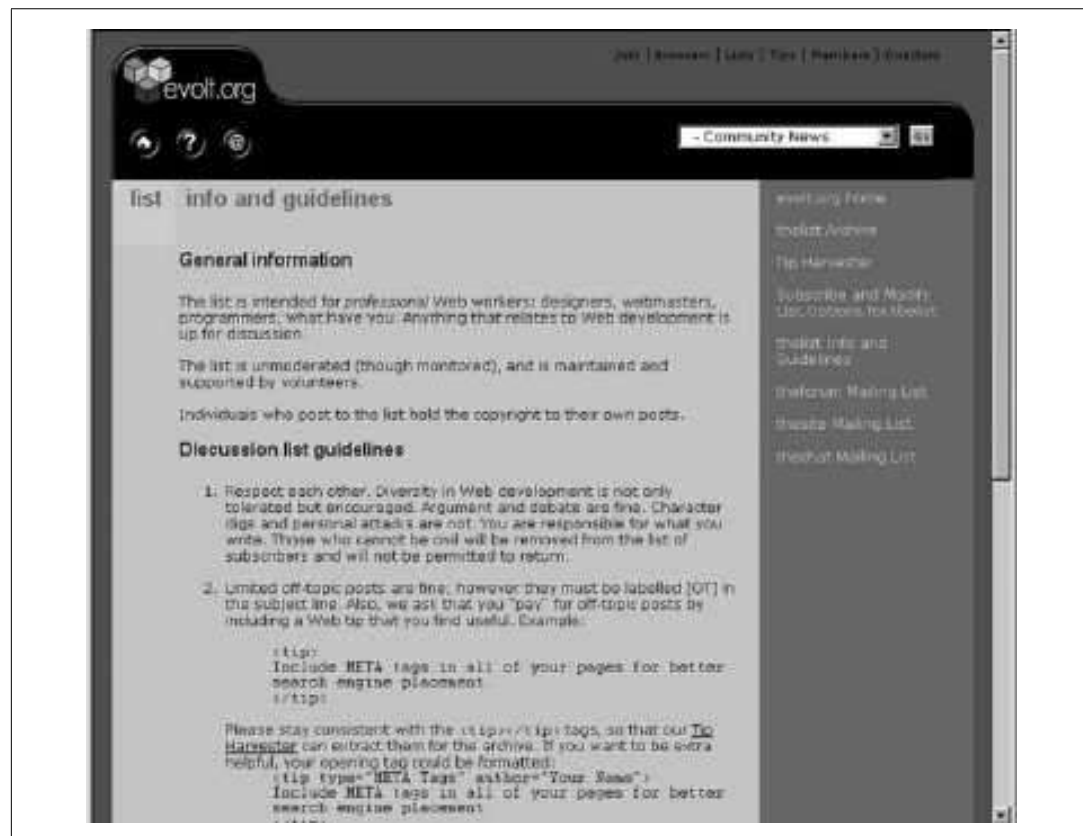 Jobs | Browsers | Lists | Tips | Members | Directory
evolt.org
?
@
- Community News
Go
list info and guidelines
General information
The list is intended for professional Web workers: designers, webmasters,
programmers, what have you. Anything that relates to Web development is
up for discussion.
The list is unmoderated (though monitored), and is maintained and
supported by volunteers.
Individuals who post to the list hold the copyright to their own posts.
Discussion list guidelines
1. Respect each other. Diversity in Web development is not only
tolerated but encouraged. Argument and debate are fine. Character
digs and personal attacks are not. You are responsible for what you
write. Those who cannot be civil will be removed from the list of
subscribers and will not be permitted to return.
2. Limited off-topic posts are fine, however they must be labelled [OT] in
the subject line. Also, we ask that you "pay" for off-topic posts by
including a Web tip that you find useful. Example:
<tip>
Include META tags in all of your pages for better
search engine placement
</tip>
Please stay consistent with the <tip></tip> tags, so that our Tip
Harvester can extract them for the archive. If you want to be extra
helpful, your opening tag could be formatted:
<tip type="META Tags" author="Your Name">
Include META tags in all of your pages for better
search engine placement
</tip>
evolt.org Home
thelist Archive
Tip Harvester
Subscribe and Modify
List Options for thelist
thelist Info and
Guidelines
theforum Mailing List
thesite Mailing List
thechat Mailing List